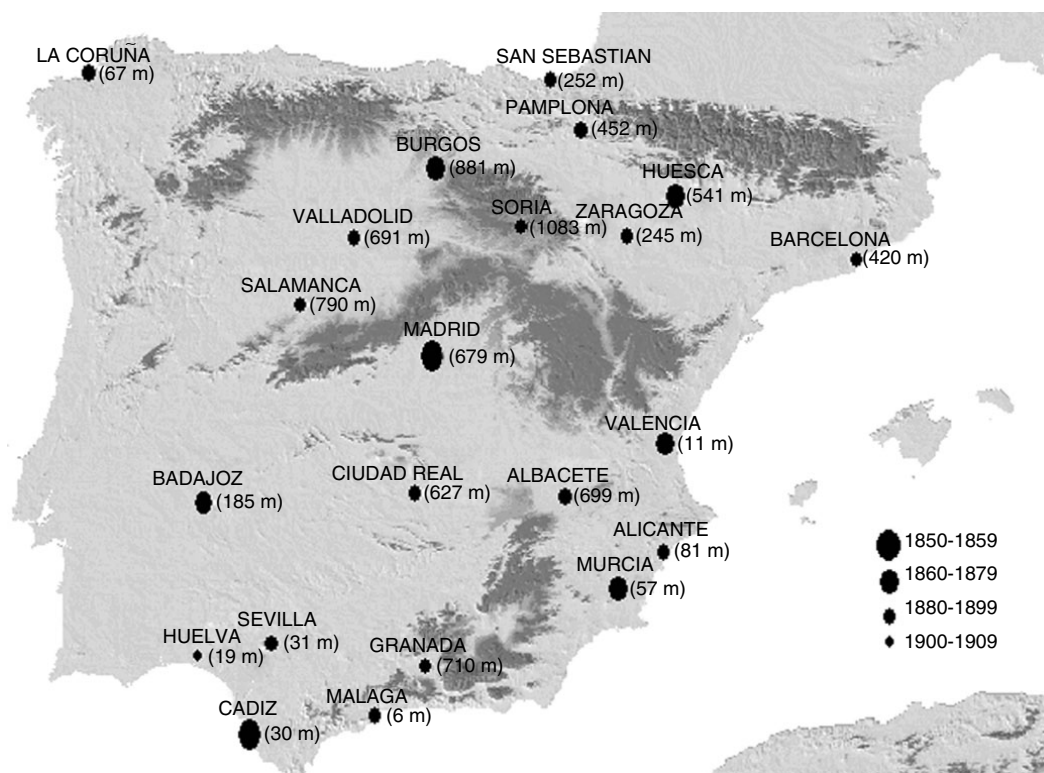 LA CORUÑA
(67 m)
SAN SEBASTIAN
(252 m)
PAMPLONA
(452 m)
BURGOS
(881 m)
HUESCA
(541 m)
SORIA
(1083 m)
ZARAGOZA
(245 m)
VALLADOLID
(691 m)
BARCELONA
(420 m)
SALAMANCA
(790 m)
MADRID
(679 m)
VALENCIA
(11 m)
BADAJOZ
(185 m)
CIUDAD REAL
(627 m)
ALBACETE
(699 m)
ALICANTE
(81 m)
MURCIA
(57 m)
SEVILLA
(31 m)
HUELVA
(19 m)
GRANADA
(710 m)
MALAGA
(6 m)
CADIZ
(30 m)
1850-1859
1860-1879
1880-1899
1900-1909